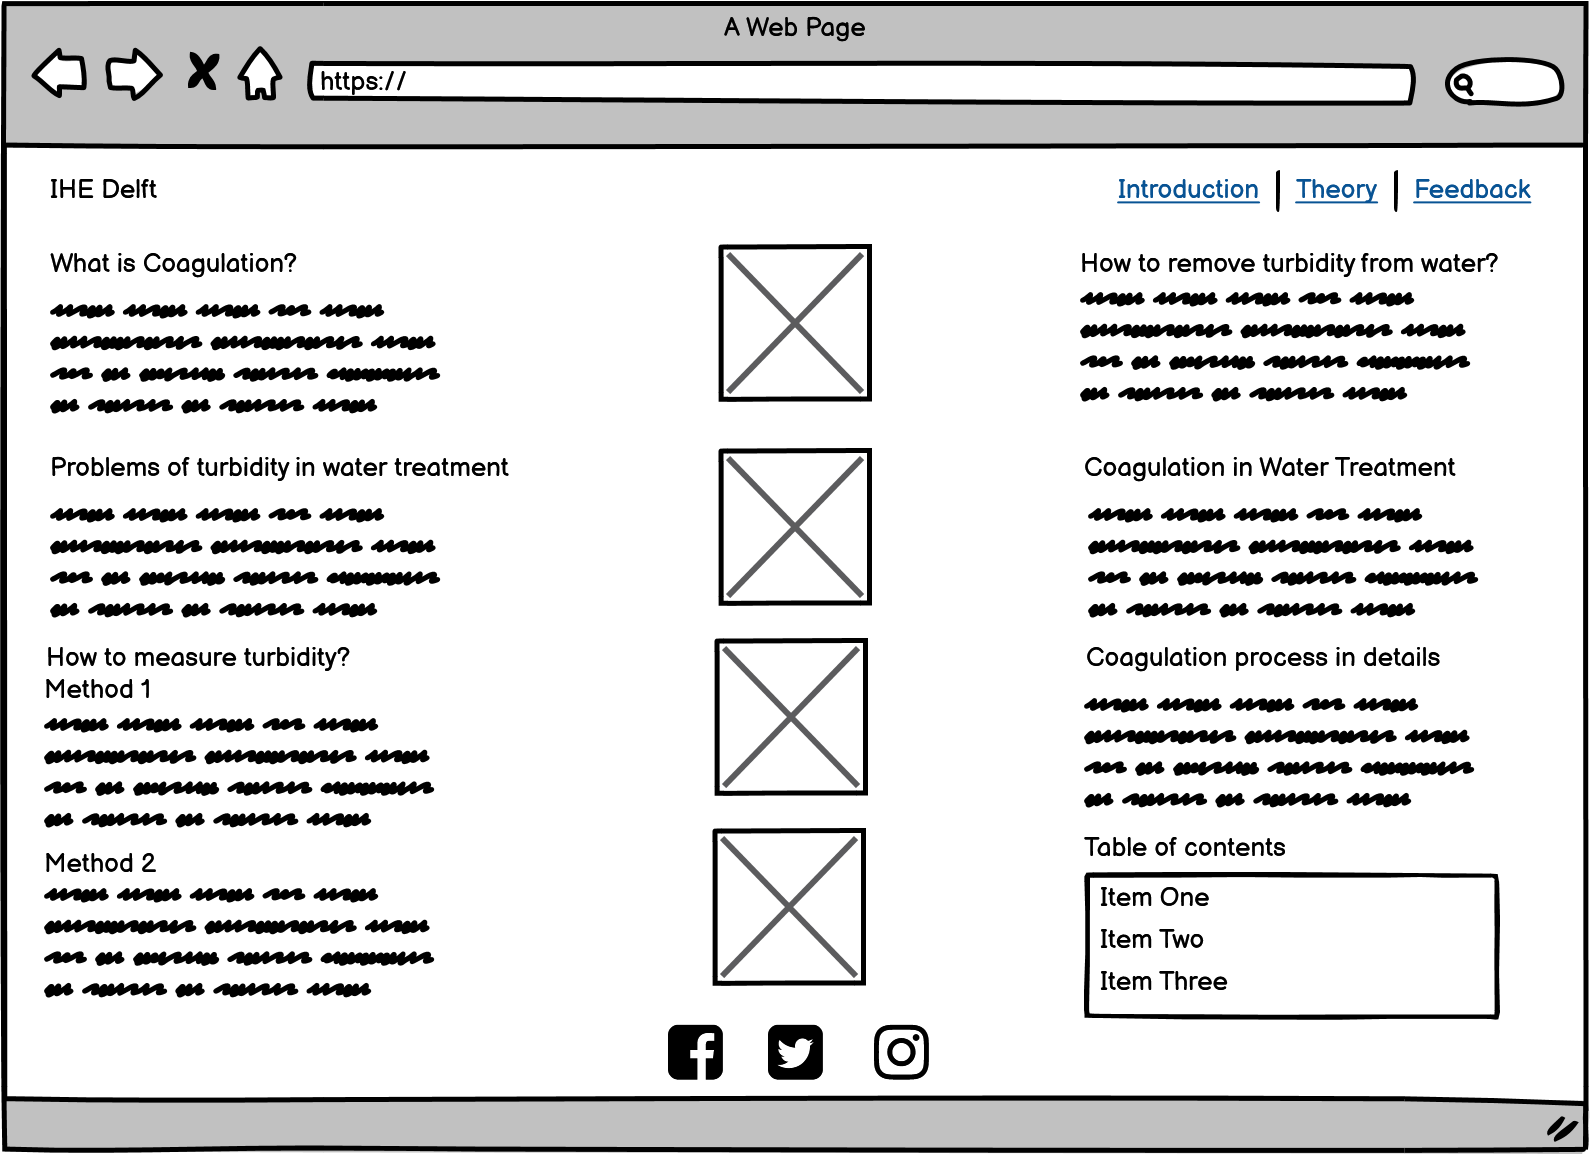 A Web Page
https://
IHE Delft
Introduction
Theory
Feedback
What is Coagulation?
How to remove turbidity from water?
Problems of turbidity in water treatment
Coagulation in Water Treatment
How to measure turbidity?
Method 1
Coagulation process in details
Method 2
Table of contents
Item One
Item Two
Item Three